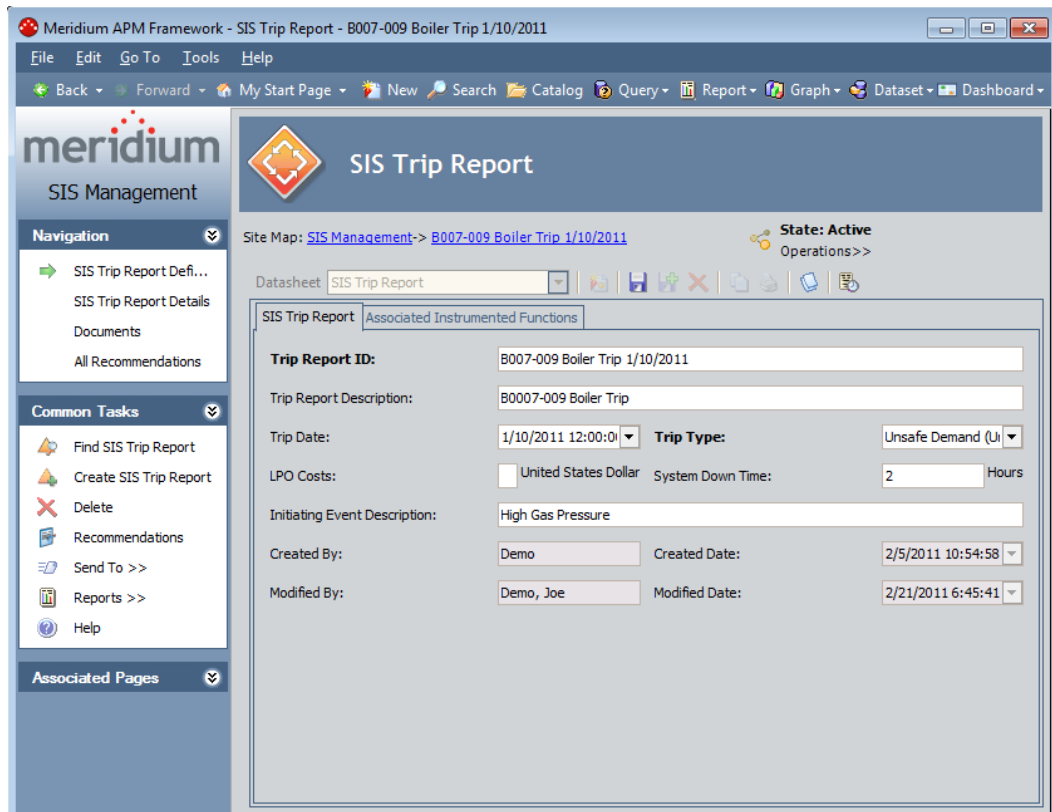 Meridium APM Framework - SIS Trip Report - B007-009 Boiler Trip 1/10/2011
File Edit Go To Tools Help
Back Forward My Start Page New Search Catalog Query Report Graph Dataset Dashboard
meridium
SIS Management
SIS Trip Report
Navigation
SIS Trip Report Defi...
SIS Trip Report Details
Documents
All Recommendations
Common Tasks
Find SIS Trip Report
Create SIS Trip Report
Delete
Recommendations
Send To >>
Reports >>
Help
Associated Pages
Site Map: SIS Management-> B007-009 Boiler Trip 1/10/2011
State: Active
Operations>>
Datasheet SIS Trip Report
SIS Trip Report Associated Instrumented Functions
Trip Report ID: B007-009 Boiler Trip 1/10/2011
Trip Report Description: B0007-009 Boiler Trip
Trip Date: 1/10/2011 12:00:0 Trip Type: Unsafe Demand (U
LPO Costs: United States Dollar System Down Time: 2 Hours
Initiating Event Description: High Gas Pressure
Created By: Demo Created Date: 2/5/2011 10:54:58
Modified By: Demo, Joe Modified Date: 2/21/2011 6:45:41